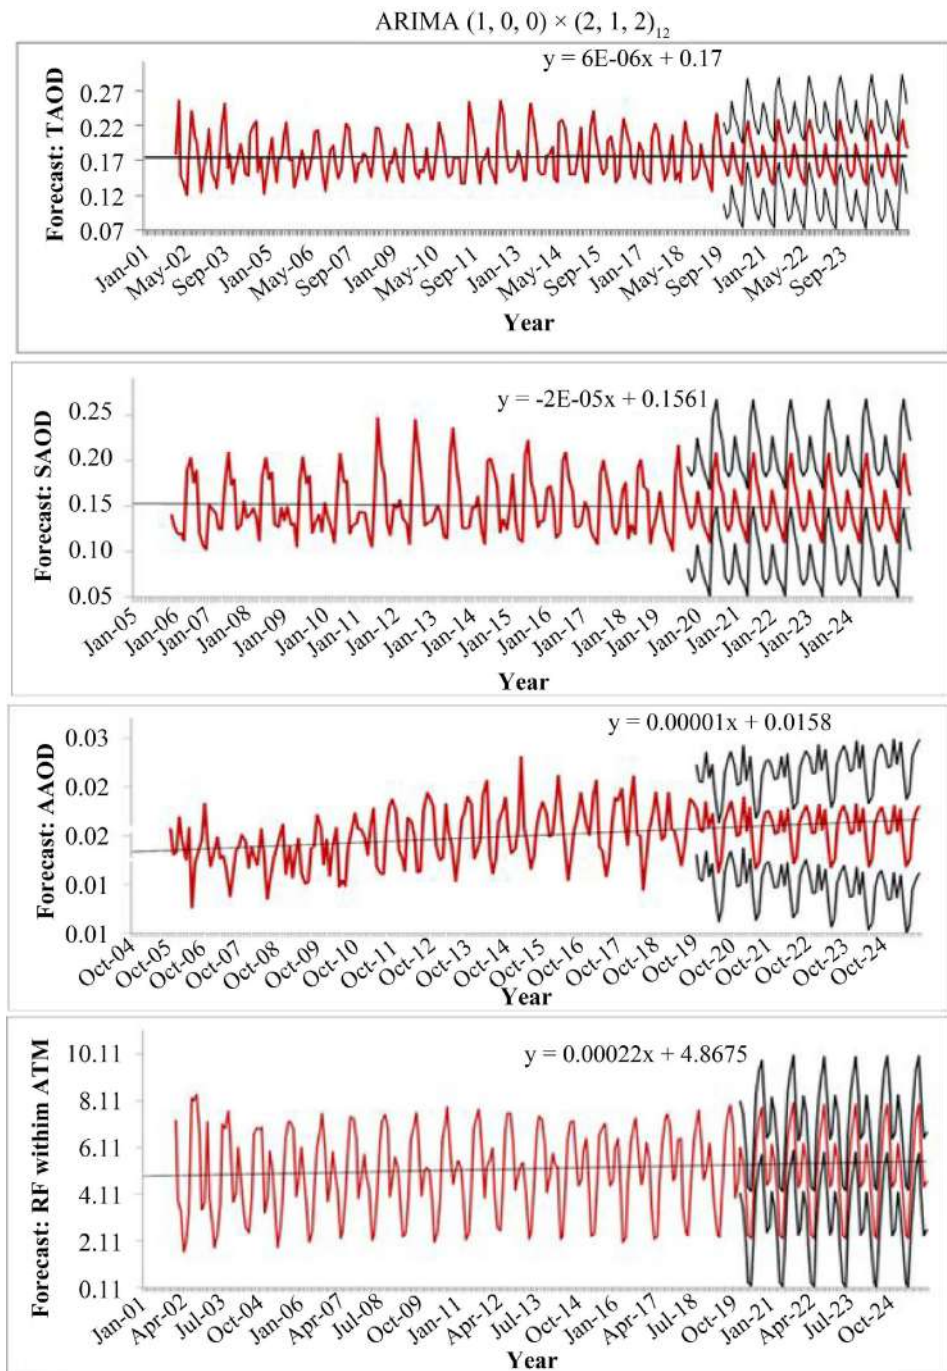 ARIMA (1, 0, 0) × (2, 1, 2)12
y = 6E-06x + 0.17
Forecast: TAOD
0.27
0.22
0.17
0.12
0.07
Jan-01 May-02 Sep-03 Jan-05 May-06 Sep-07 Jan-09 May-10 Sep-11 Jan-13 May-14 Sep-15 Jan-17 May-18 Sep-19 Jan-21 May-22 Sep-23
Year
y = -2E-05x + 0.1561
Forecast: SAOD
0.25
0.20
0.15
0.10
0.05
Jan-05 Jan-06 Jan-07 Jan-08 Jan-09 Jan-10 Jan-11 Jan-12 Jan-13 Jan-14 Jan-15 Jan-16 Jan-17 Jan-18 Jan-19 Jan-20 Jan-21 Jan-22 Jan-23 Jan-24
Year
y = 0.00001x + 0.0158
Forecast: AAOD
0.03
0.02
0.02
0.01
0.01
Oct-04 Oct-05 Oct-06 Oct-07 Oct-08 Oct-09 Oct-10 Oct-11 Oct-12 Oct-13 Oct-14 Oct-15 Oct-16 Oct-17 Oct-18 Oct-19 Oct-20 Oct-21 Oct-22 Oct-23 Oct-24
Year
y = 0.00022x + 4.8675
Forecast: RF within ATM
10.11
8.11
6.11
4.11
2.11
0.11
Jan-01 Apr-02 Jul-03 Oct-04 Jan-06 Apr-07 Jul-08 Oct-09 Jan-11 Apr-12 Jul-13 Oct-14 Jan-16 Apr-17 Jul-18 Oct-19 Jan-21 Apr-22 Jul-23 Oct-24
Year